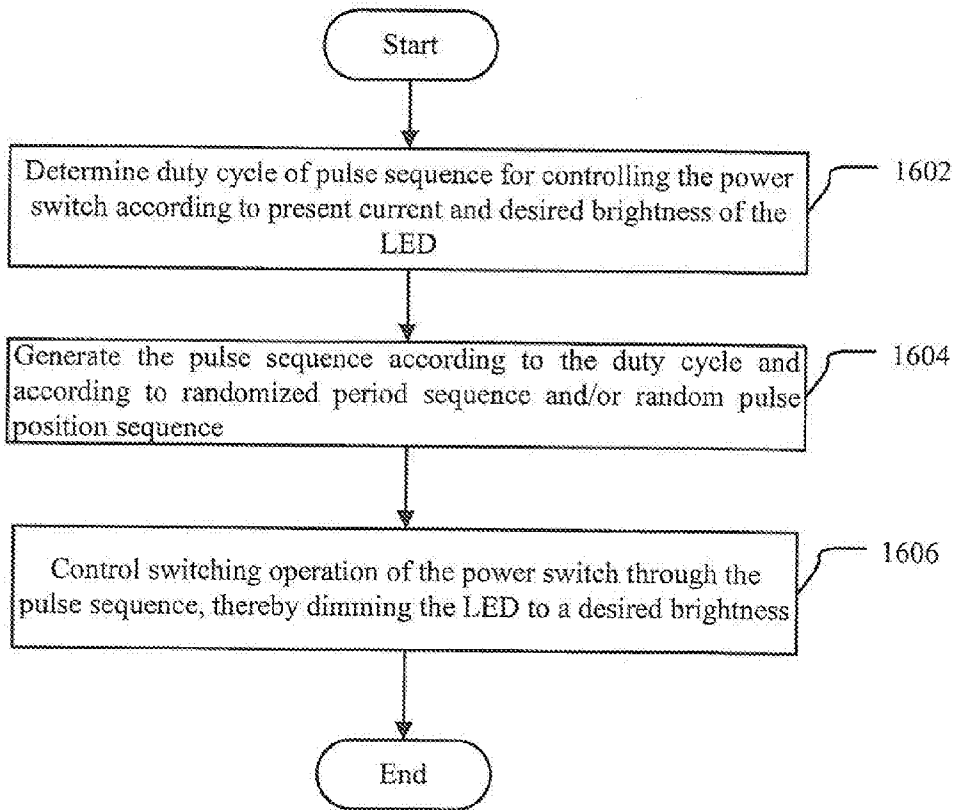 Start
Determine duty cycle of pulse sequence for controlling the power
switch according to present current and desired brightness of the
LED
1602
Generate the pulse sequence according to the duty cycle and
according to randomized period sequence and/or random pulse
position sequence
1604
Control switching operation of the power switch through the
pulse sequence, thereby dimming the LED to a desired brightness
1606
End